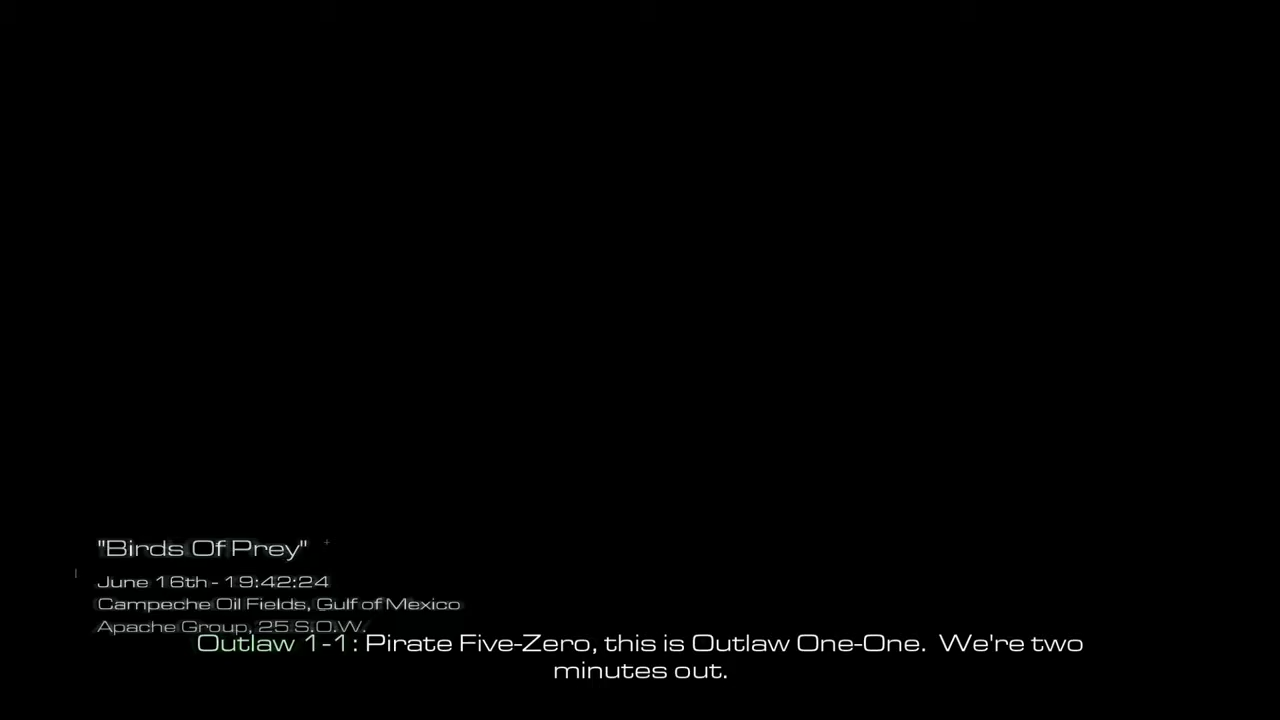 "Birds Of Prey"
June 16th - 19:42:24
Campeche Oil Fields, Gulf of Mexico
Apache Group, 25 S.O.W.
Outlaw 1-1: Pirate Five-Zero, this is Outlaw One-One.  We're two
minutes out.